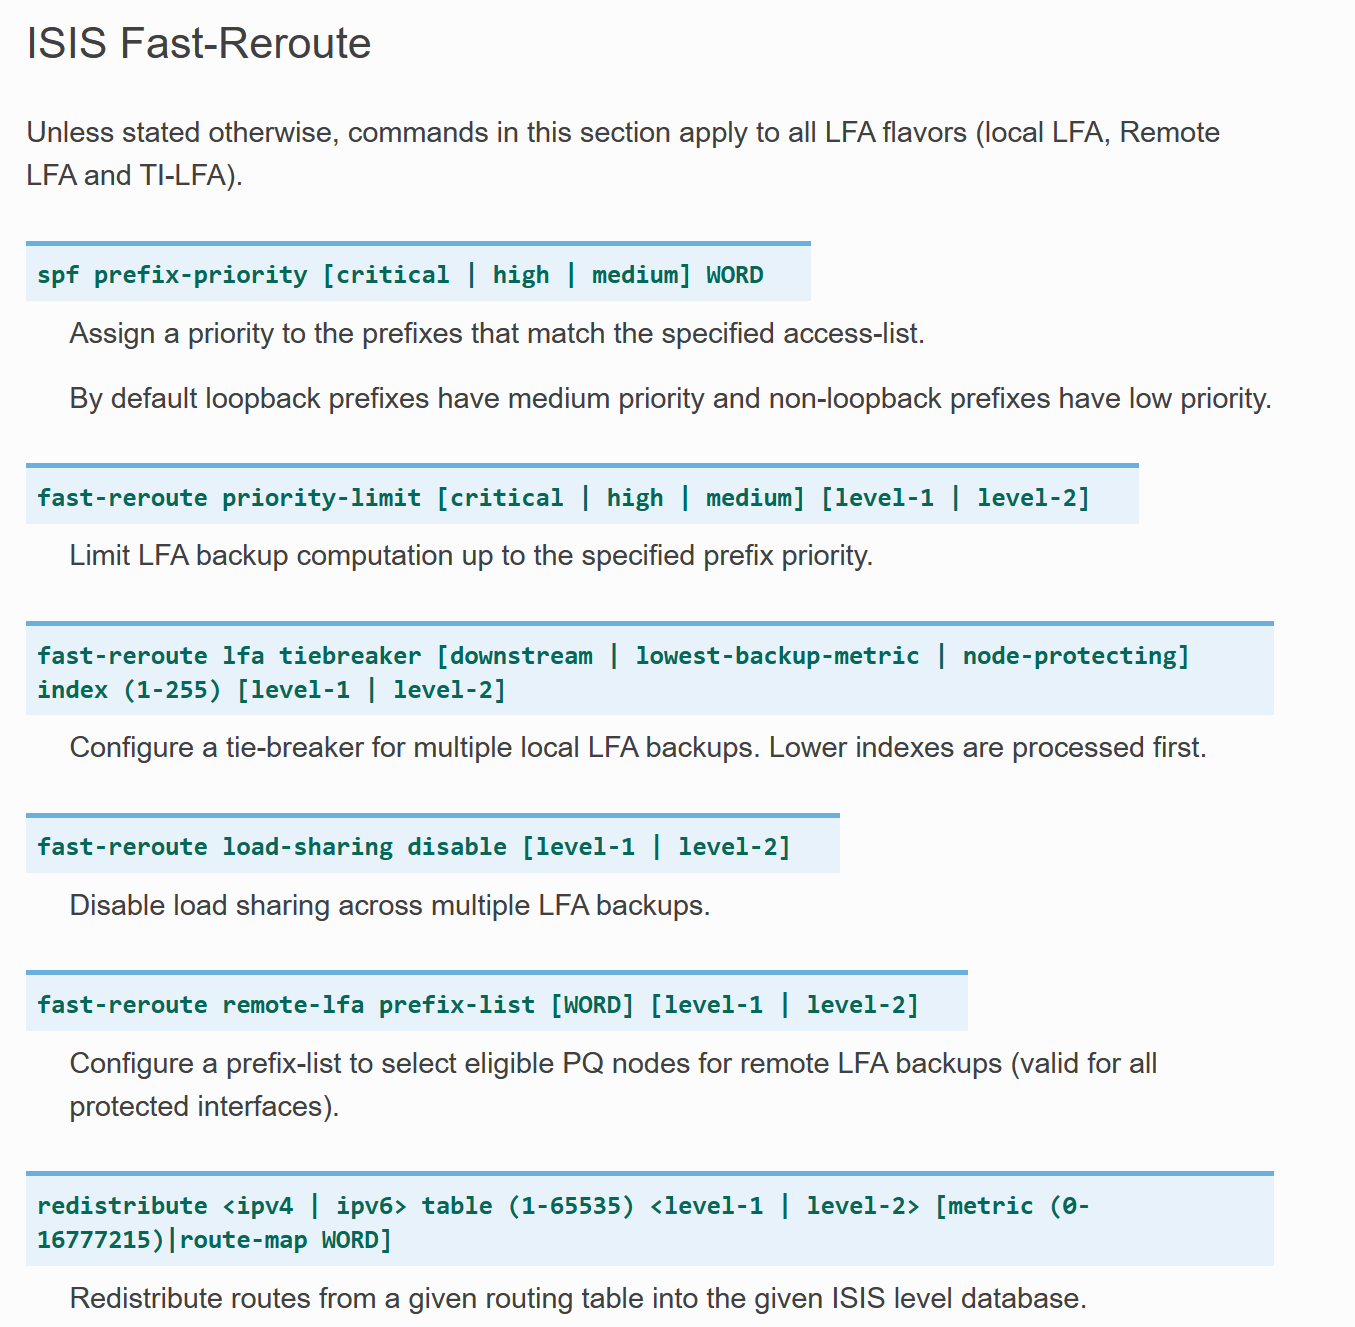 ISIS Fast-Reroute
Unless stated otherwise, commands in this section apply to all LFA flavors (local LFA, Remote
LFA and TI-LFA).
spf prefix-priority [critical | high | medium] WORD
Assign a priority to the prefixes that match the specified access-list.
By default loopback prefixes have medium priority and non-loopback prefixes have low priority.
fast-reroute priority-limit [critical | high | medium] [level-1 | level-2]
Limit LFA backup computation up to the specified prefix priority.
fast-reroute lfa tiebreaker [downstream | lowest-backup-metric | node-protecting]
index (1-255) [level-1 | level-2]
Configure a tie-breaker for multiple local LFA backups. Lower indexes are processed first.
fast-reroute load-sharing disable [level-1 | level-2]
Disable load sharing across multiple LFA backups.
fast-reroute remote-lfa prefix-list [WORD] [level-1 | level-2]
Configure a prefix-list to select eligible PQ nodes for remote LFA backups (valid for all
protected interfaces).
redistribute <ipv4 | ipv6> table (1-65535) <level-1 | level-2> [metric (0-
16777215)|route-map WORD]
Redistribute routes from a given routing table into the given ISIS level database.